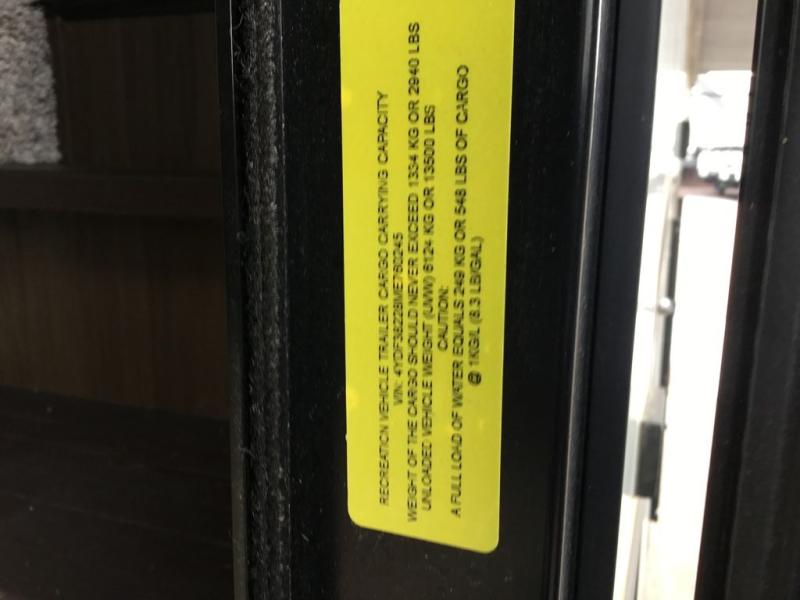 RECREATION VEHICLE TRAILER CARGO CARRYING CAPACITY
VIN: 4YDF38228ME760245
WEIGHT OF THE CARGO SHOULD NEVER EXCEED 1334 KG OR 2940 LBS
UNLOADED VEHICLE WEIGHT (UVW) 6124 KG OR 13500 LBS
CAUTION:
A FULL LOAD OF WATER EQUALS 249 KG OR 548 LBS OF CARGO
@ 1KG/L (8.3 LB/GAL)